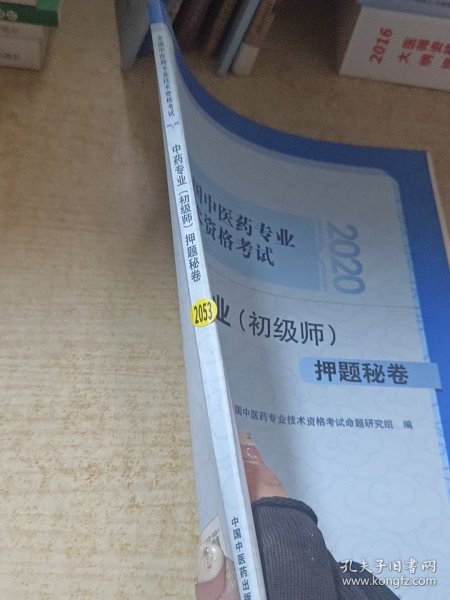 全国中医药专业技术资格考试
中药专业（初级师）押题秘卷
2053
中国中医药出版
国中医药专业
资格考试
2020
业（初级师）
押题秘卷
国中医药专业技术资格考试命题研究组 编
2016
孔夫子旧书网
www.kongfz.com